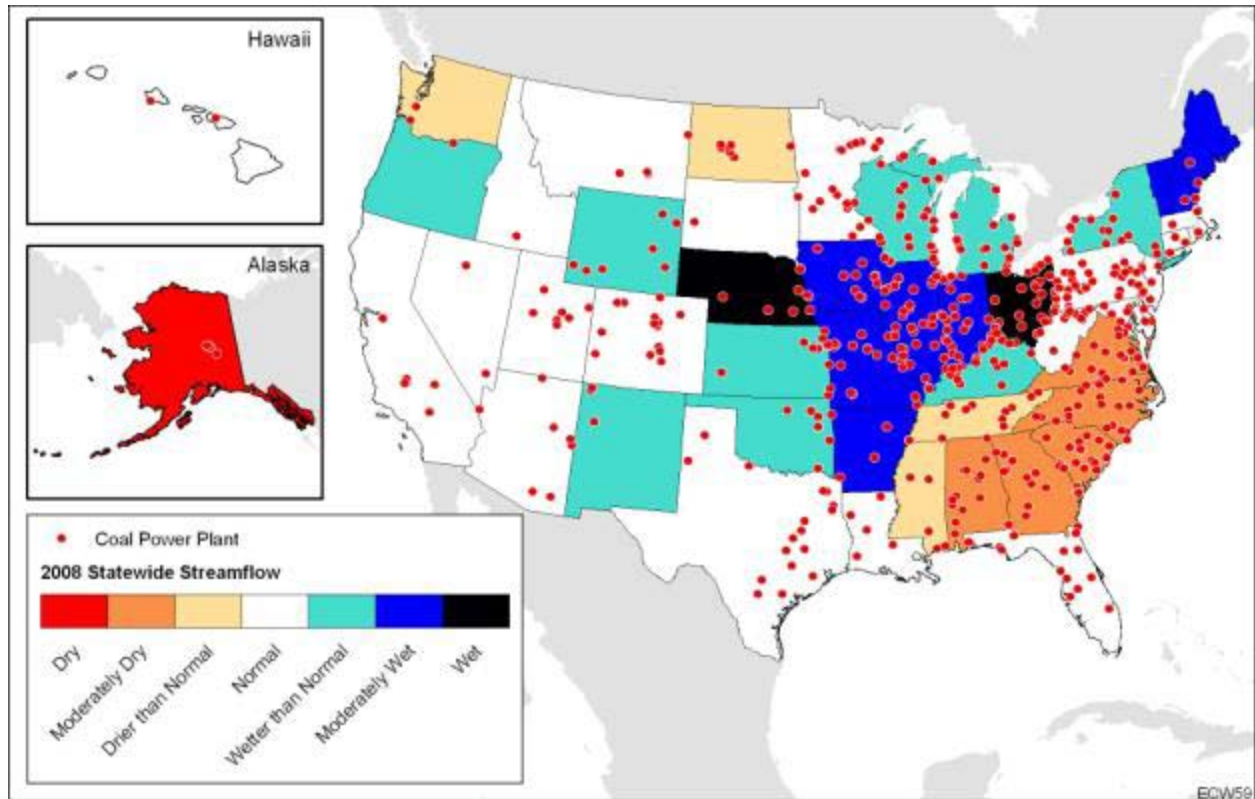 Hawaii
Alaska
Coal Power Plant
2008 Statewide Streamflow
Dry
Moderately Dry
Drier than Normal
Normal
Wetter than Normal
Moderately Wet
Wet
ECW59